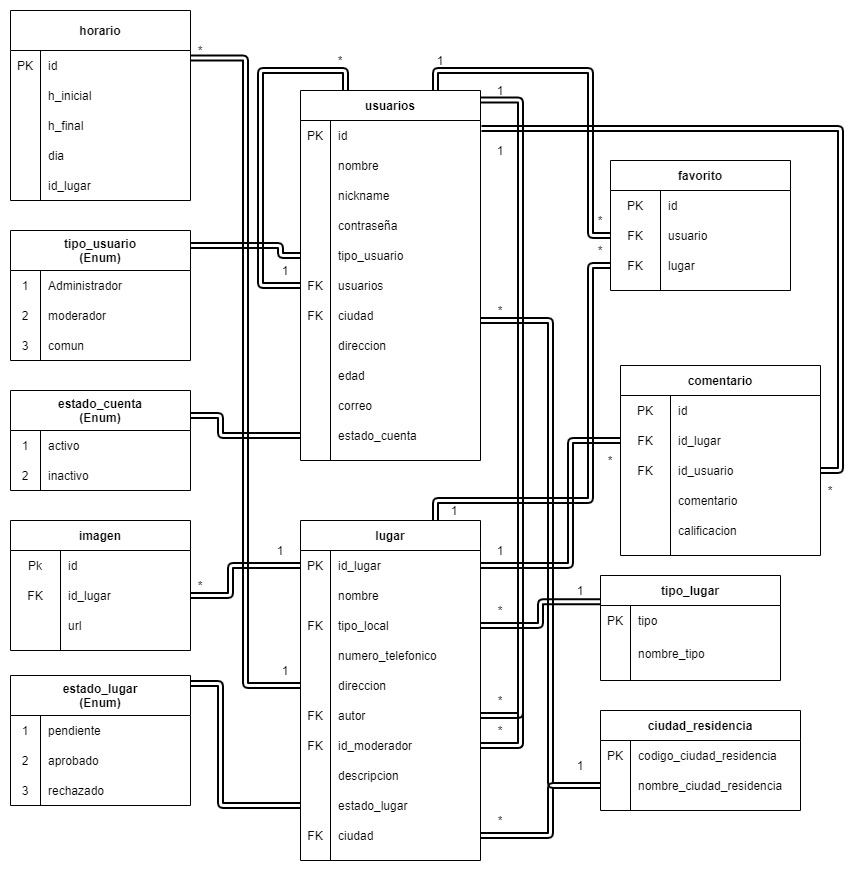 horario
PK id
h_inicial
h_final
dia
id_lugar
*
tipo_usuario
(Enum)
1 Administrador
2 moderador
3 comun
estado_cuenta
(Enum)
1 activo
2 inactivo
imagen
Pk id
FK id_lugar
url
*
estado_lugar
(Enum)
1 pendiente
2 aprobado
3 rechazado
*
1
1
usuarios
PK id
nombre
nickname
contraseña
tipo_usuario
FK usuarios
FK ciudad
direccion
edad
correo
estado_cuenta
1
1
*
1
lugar
PK id_lugar
nombre
FK tipo_local
numero_telefonico
direccion
FK autor
FK id_moderador
descripcion
estado_lugar
FK ciudad
1
1
1
*
*
*
*
favorito
PK id
FK usuario
FK lugar
*
*
comentario
PK id
FK id_lugar
FK id_usuario
comentario
calificacion
*
*
tipo_lugar
PK tipo
nombre_tipo
1
ciudad_residencia
PK codigo_ciudad_residencia
nombre_ciudad_residencia
1